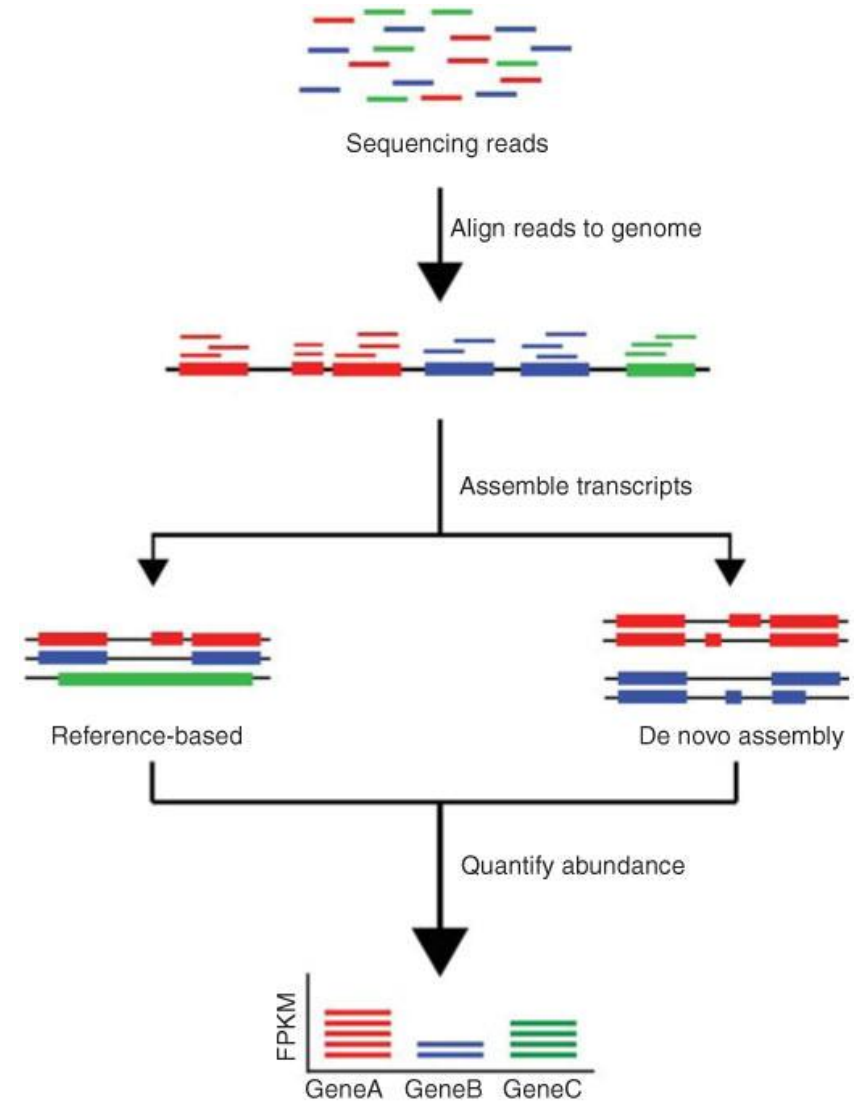 Sequencing reads
Align reads to genome
Assemble transcripts
Reference-based
De novo assembly
Quantify abundance
FPKM
GeneA GeneB GeneC